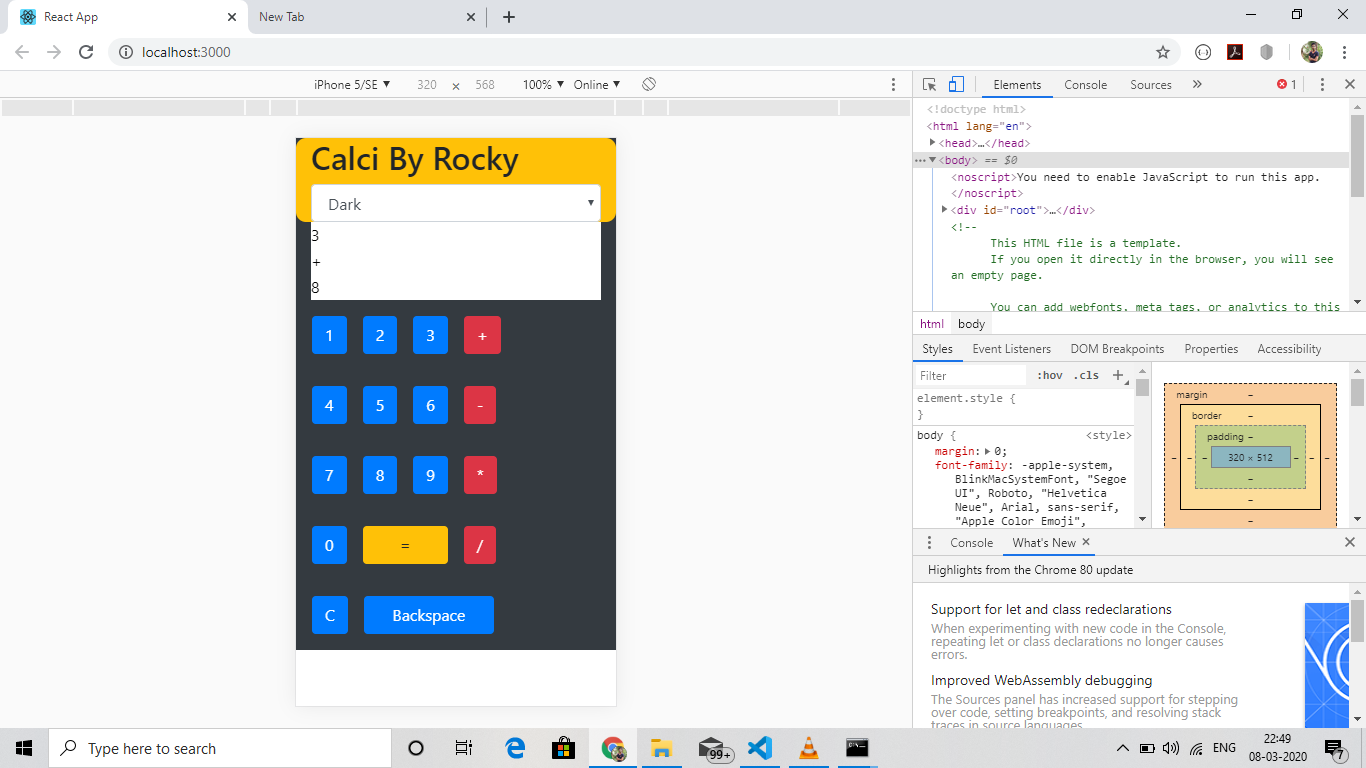 React App
New Tab
localhost:3000
iPhone 5/SE 320 × 568 100% Online
Elements Console Sources » 1
Calci By Rocky
Dark
3
+
8
1 2 3 +
4 5 6 -
7 8 9 *
0 = /
C Backspace
<!doctype html>
<html lang="en">
<head>…</head>
<body> == $0
<noscript>You need to enable JavaScript to run this app.
</noscript>
<div id="root">…</div>
<!--
This HTML file is a template.
If you open it directly in the browser, you will see
an empty page.
You can add webfonts, meta tags, or analytics to this
html body
Styles Event Listeners DOM Breakpoints Properties Accessibility
Filter :hov .cls +
element.style {
}
body { <style>
margin: 0;
font-family: -apple-system,
BlinkMacSystemFont, "Segoe
UI", Roboto, "Helvetica
Neue", Arial, sans-serif,
"Apple Color Emoji",
margin –
border –
padding –
– – – 320 × 512 – – –
–
–
–
Console What's New
Highlights from the Chrome 80 update
Support for let and class redeclarations
When experimenting with new code in the Console,
repeating let or class declarations no longer causes
errors.
Improved WebAssembly debugging
The Sources panel has increased support for stepping
over code, setting breakpoints, and resolving stack
traces in source languages.
Type here to search
99+
ENG
22:49
08-03-2020
7